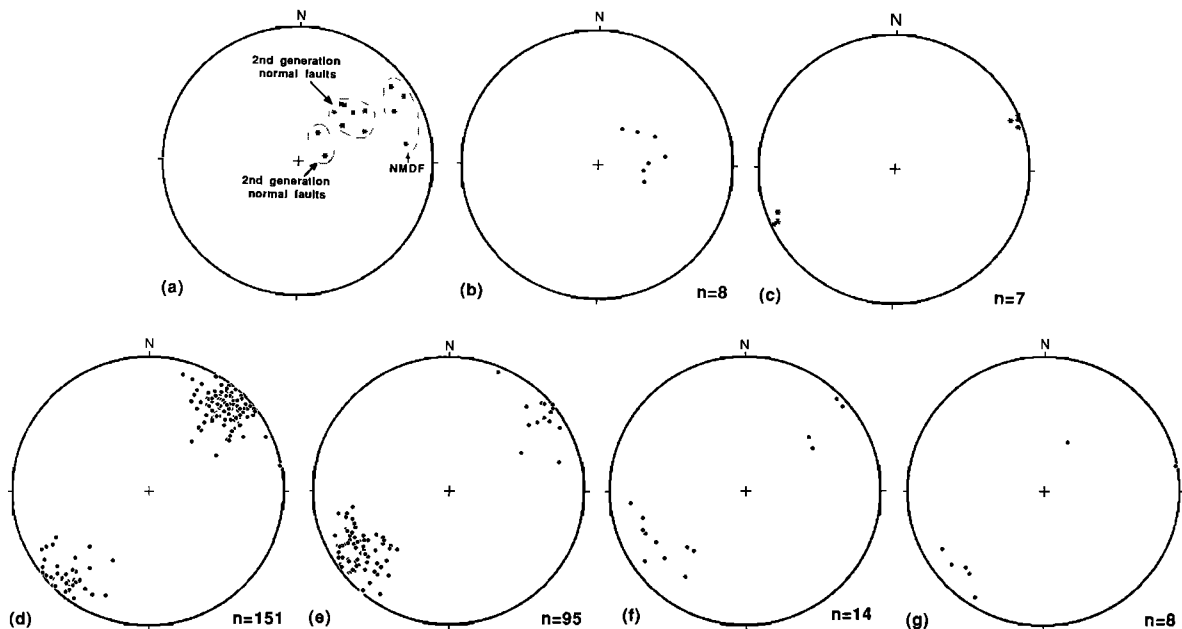 N
2nd generation
normal faults
NMDF
2nd generation
normal faults
(a)
N
(b)
n=8
N
(c)
n=7
N
(d)
n=151
N
(e)
n=95
N
(f)
n=14
N
(g)
n=8